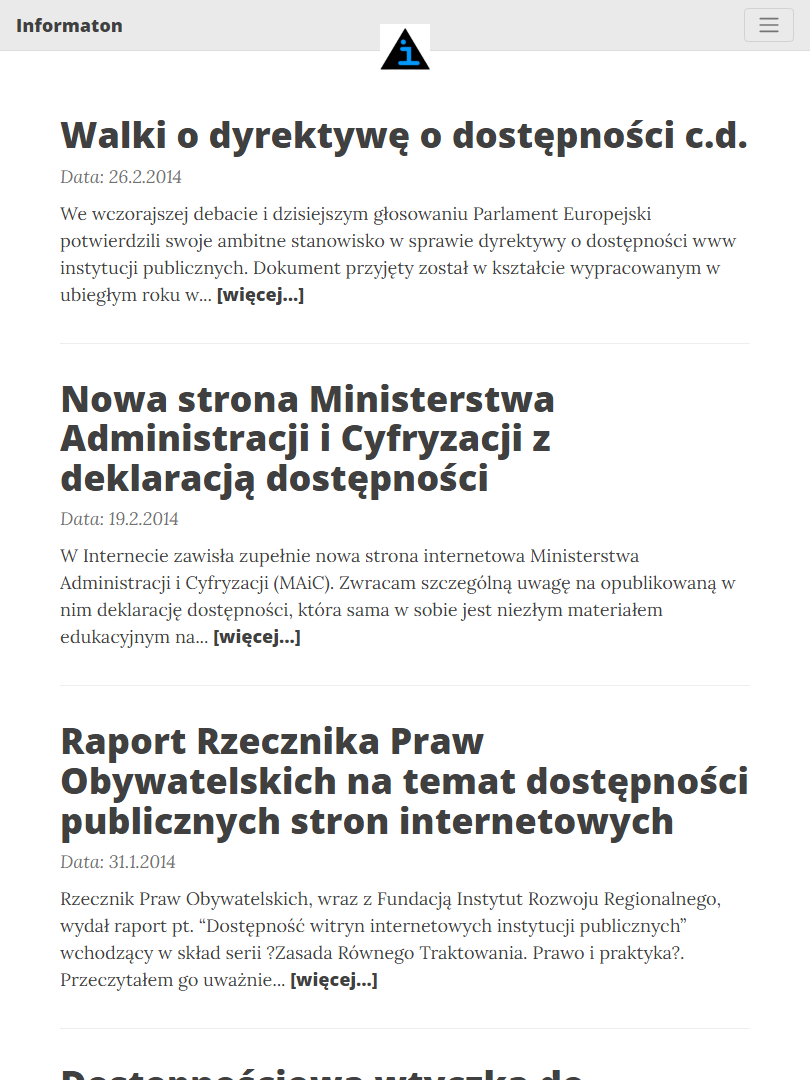 Informaton
i
Walki o dyrektywę o dostępności c.d.
Data: 26.2.2014
We wczorajszej debacie i dzisiejszym głosowaniu Parlament Europejski
potwierdzili swoje ambitne stanowisko w sprawie dyrektywy o dostępności www
instytucji publicznych. Dokument przyjęty został w kształcie wypracowanym w
ubiegłym roku w... [więcej...]
Nowa strona Ministerstwa
Administracji i Cyfryzacji z
deklaracją dostępności
Data: 19.2.2014
W Internecie zawisła zupełnie nowa strona internetowa Ministerstwa
Administracji i Cyfryzacji (MAiC). Zwracam szczególną uwagę na opublikowaną w
nim deklarację dostępności, która sama w sobie jest niezłym materiałem
edukacyjnym na... [więcej...]
Raport Rzecznika Praw
Obywatelskich na temat dostępności
publicznych stron internetowych
Data: 31.1.2014
Rzecznik Praw Obywatelskich, wraz z Fundacją Instytut Rozwoju Regionalnego,
wydał raport pt. “Dostępność witryn internetowych instytucji publicznych”
wchodzący w skład serii ?Zasada Równego Traktowania. Prawo i praktyka?.
Przeczytałem go uważnie... [więcej...]
Dostępnościowa wtyczka do